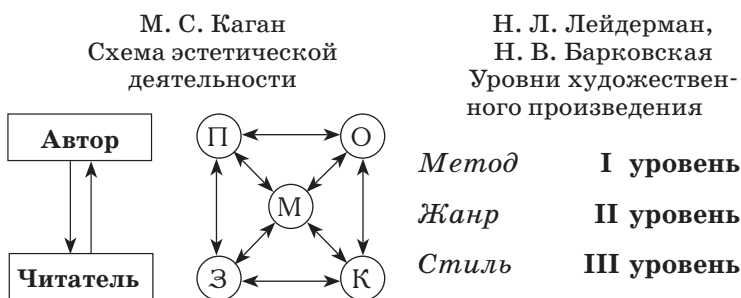 М. С. Каган
Схема эстетической
деятельности
Автор
Читатель
П
О
М
З
К
Н. Л. Лейдерман,
Н. В. Барковская
Уровни художествен-
ного произведения
Метод I уровень
Жанр II уровень
Стиль III уровень